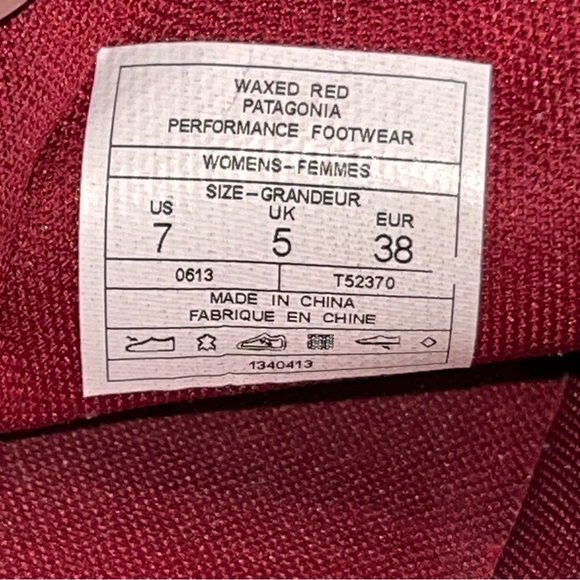 WAXED RED
PATAGONIA
PERFORMANCE FOOTWEAR
WOMENS-FEMMES
SIZE-GRANDEUR
US UK EUR
7 5 38
0613 T52370
MADE IN CHINA
FABRIQUE EN CHINE
1340413